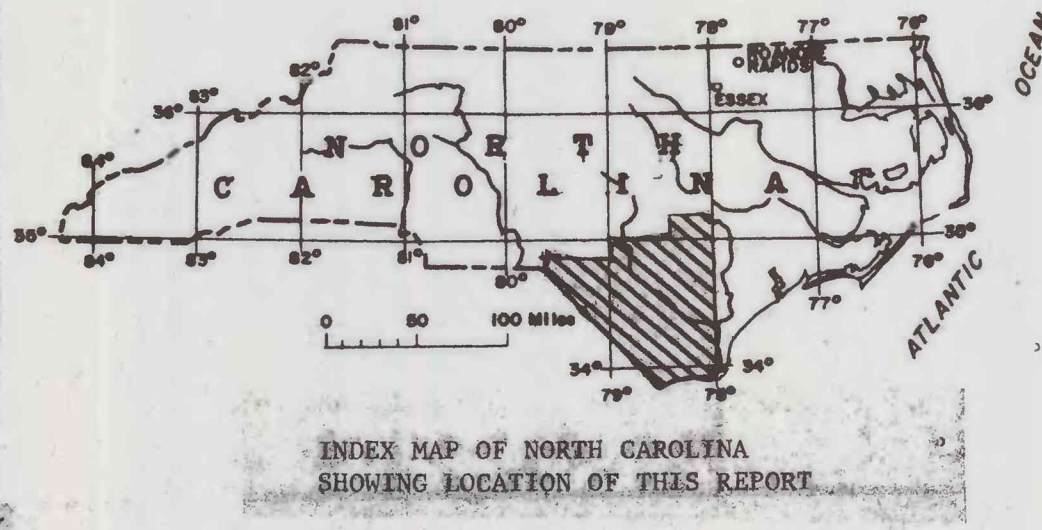 81° 80° 79° 78° 77° 76°
OCEAN
82°
RAPIDS
83°
ESSEX
36° 36°
NORTH
84°
CAROLINA
35° 35°
84° 83° 82° 81° 80° 77° 76°
ATLANTIC
0 50 100 Miles
34° 34°
79° 78°
INDEX MAP OF NORTH CAROLINA
SHOWING LOCATION OF THIS REPORT